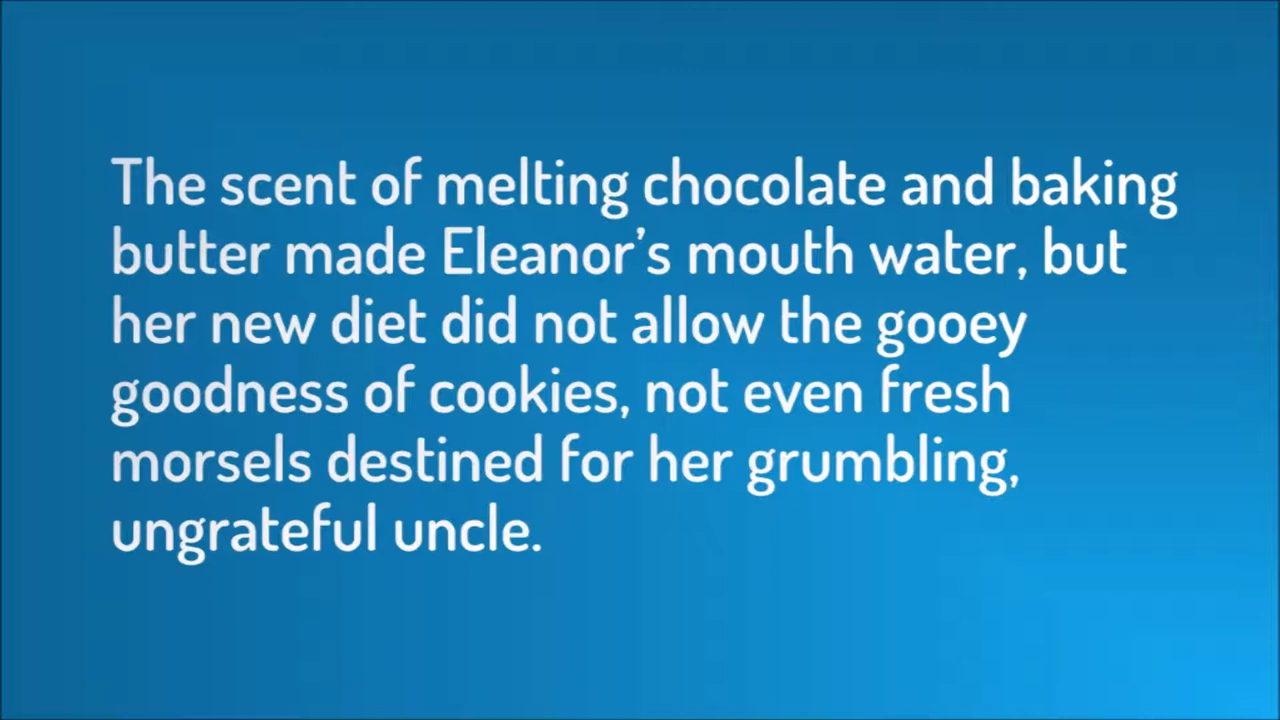 The scent of melting chocolate and baking
butter made Eleanor’s mouth water, but
her new diet did not allow the gooey
goodness of cookies, not even fresh
morsels destined for her grumbling,
ungrateful uncle.